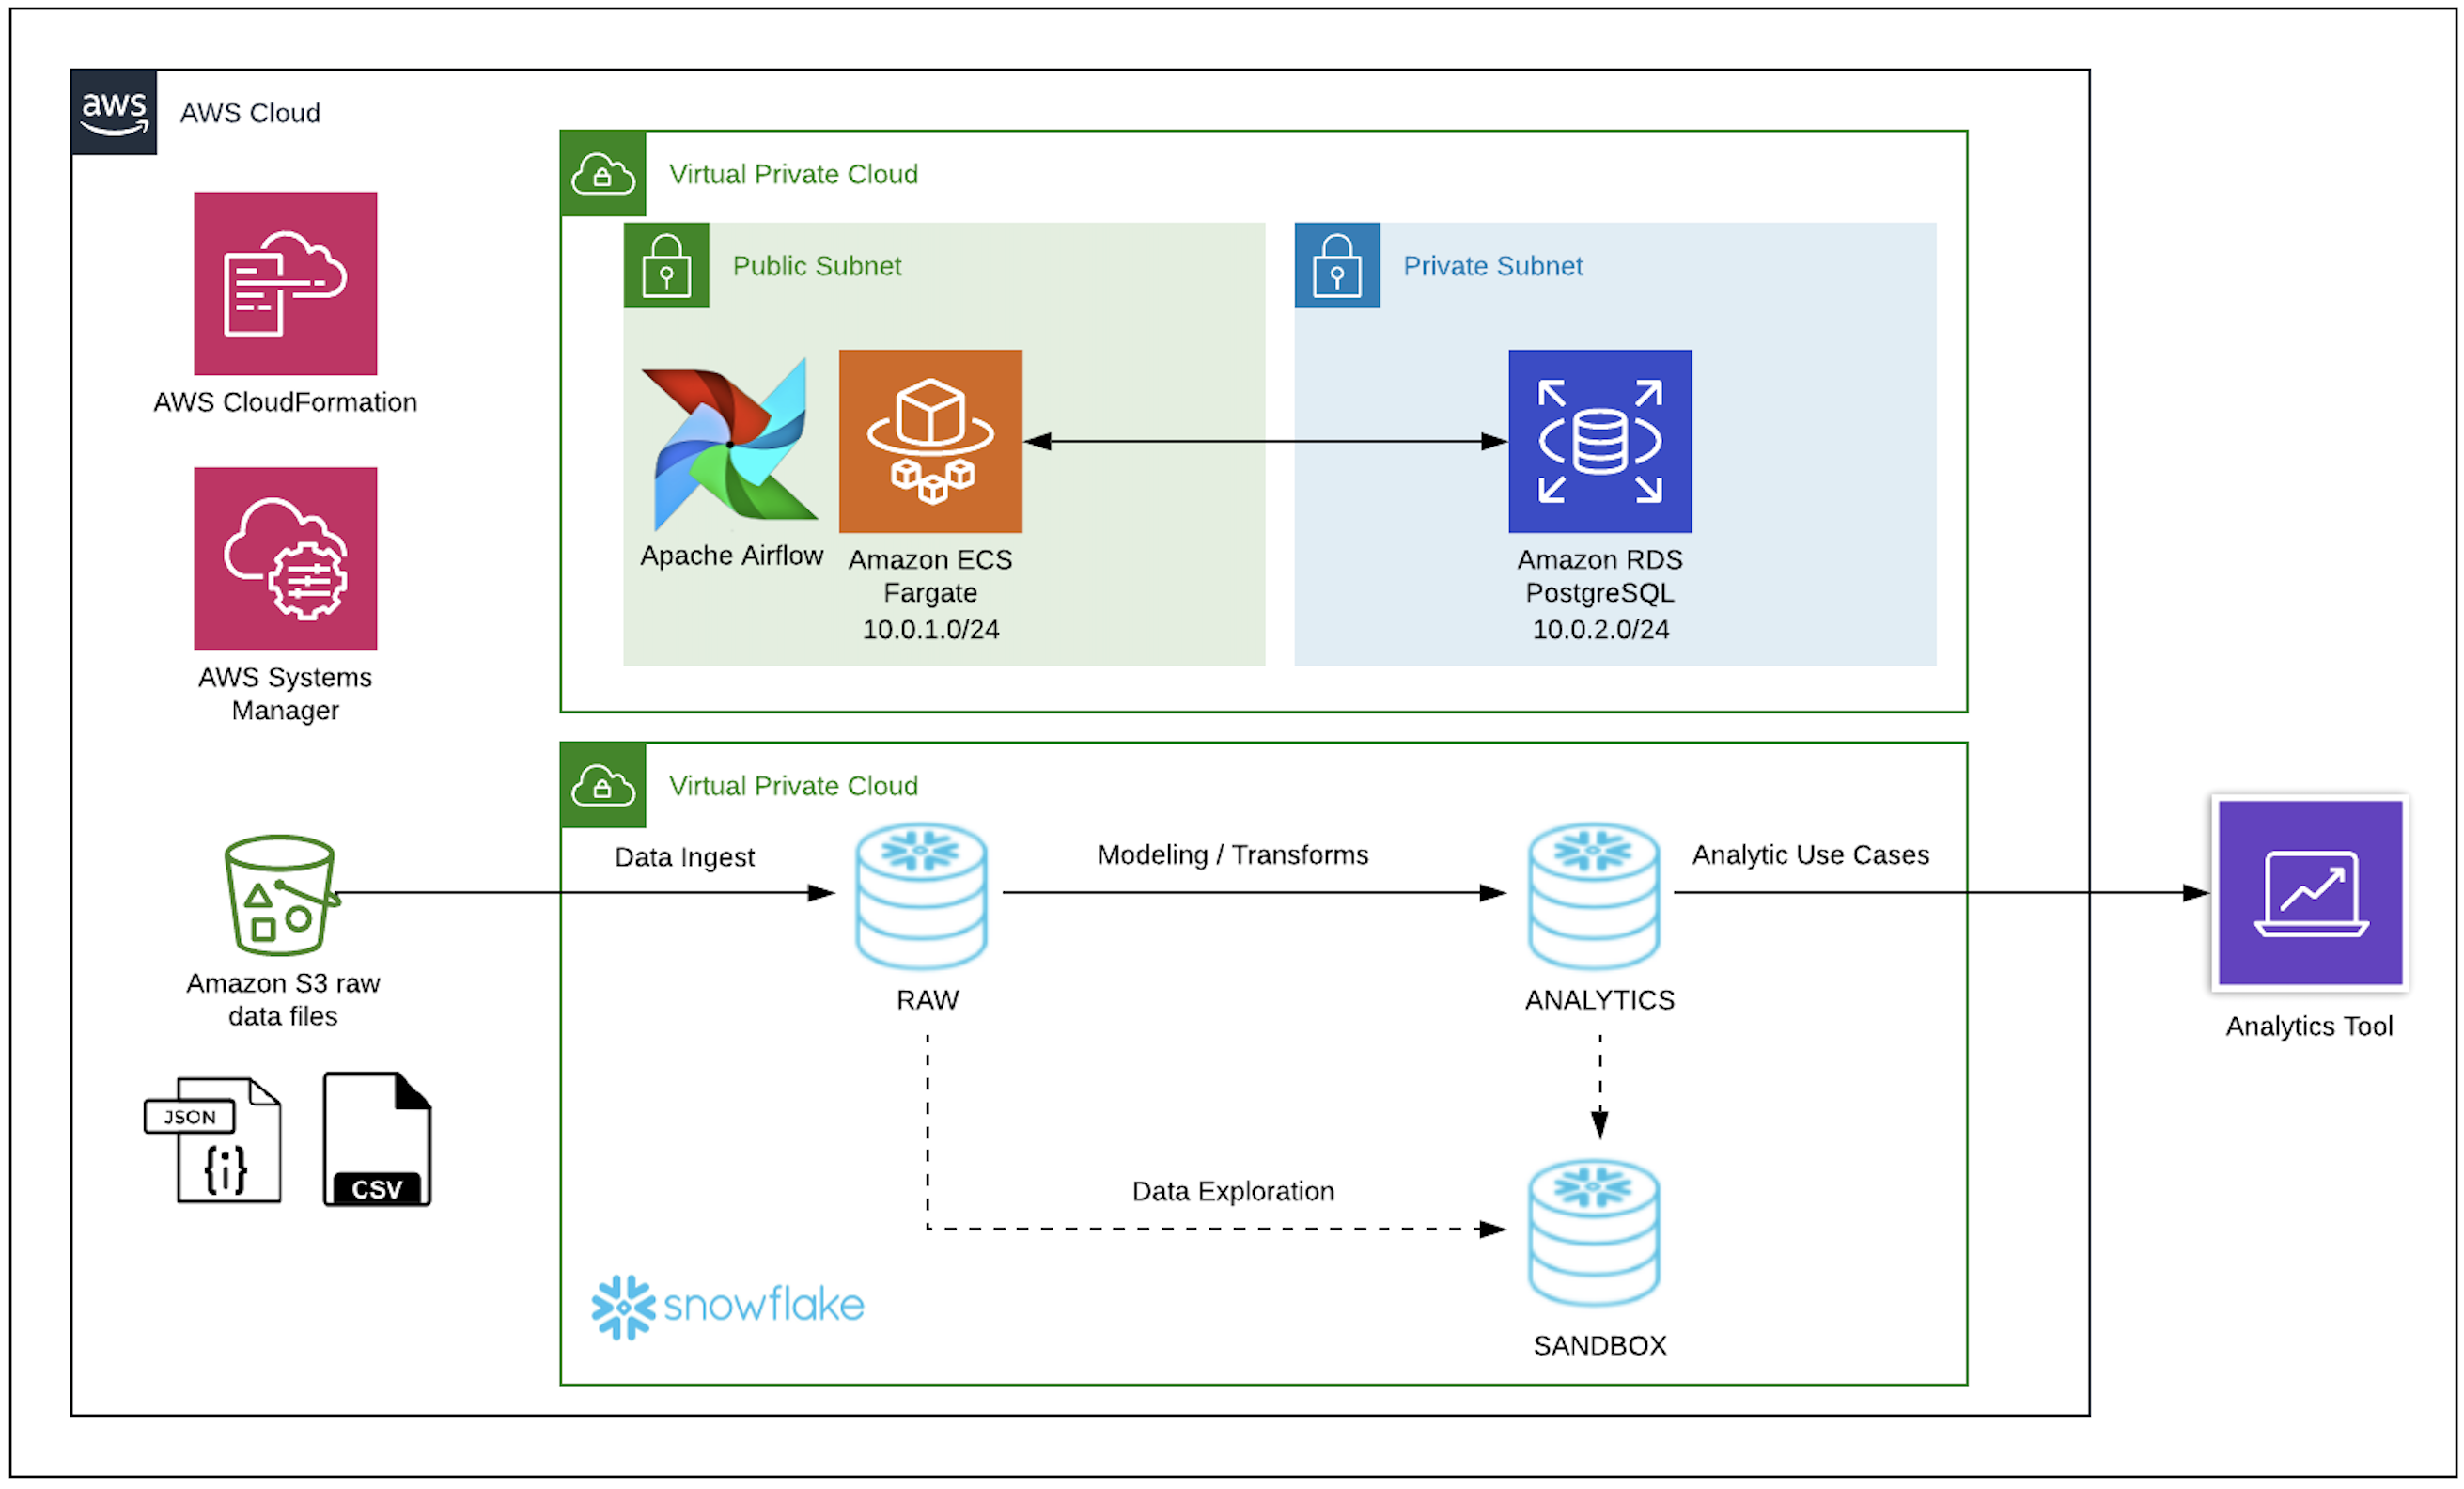 aws
AWS Cloud
Virtual Private Cloud
Public Subnet
Private Subnet
AWS CloudFormation
Apache Airflow
Amazon ECS
Fargate
10.0.1.0/24
Amazon RDS
PostgreSQL
10.0.2.0/24
AWS Systems
Manager
Virtual Private Cloud
Data Ingest
Modeling / Transforms
Analytic Use Cases
Amazon S3 raw
data files
RAW
ANALYTICS
Analytics Tool
JSON
{i}
CSV
Data Exploration
snowflake
SANDBOX